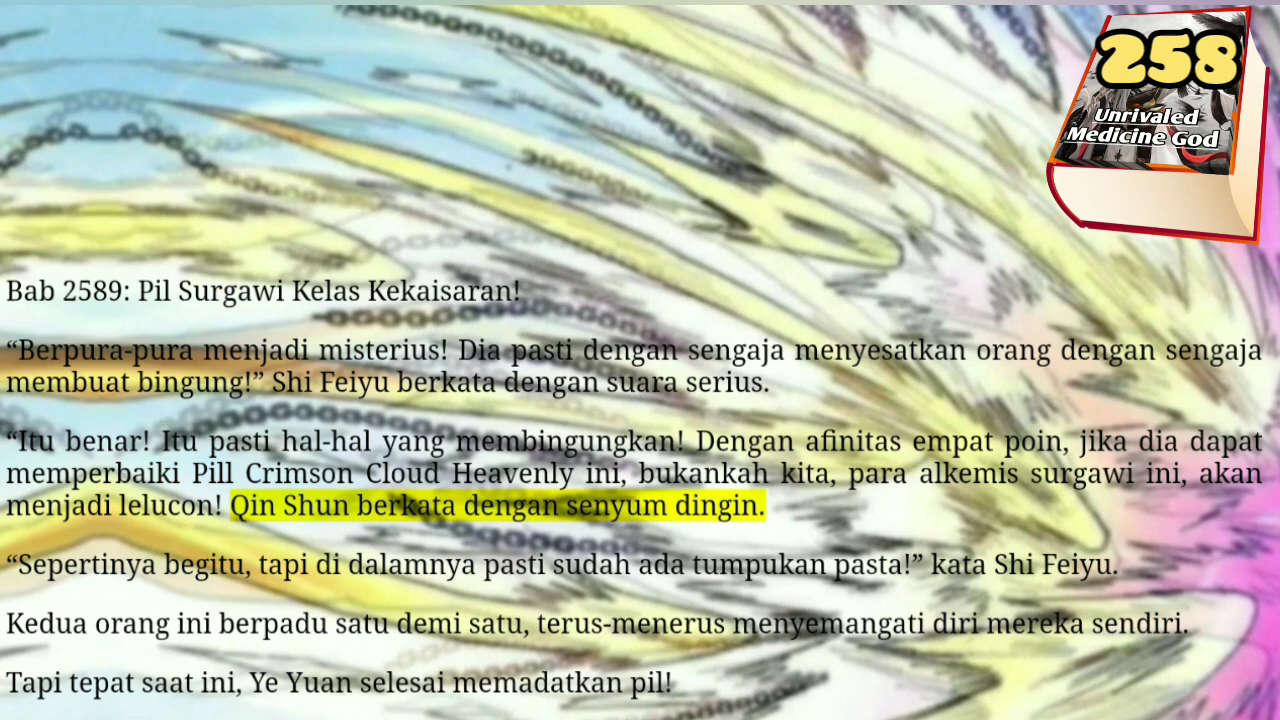 258
Unrivaled
Medicine God
Bab 2589: Pil Surgawi Kelas Kekaisaran!
“Berpura-pura menjadi misterius! Dia pasti dengan sengaja menyesatkan orang dengan sengaja
membuat bingung!” Shi Feiyu berkata dengan suara serius.
“Itu benar! Itu pasti hal-hal yang membingungkan! Dengan afinitas empat poin, jika dia dapat
memperbaiki Pill Crimson Cloud Heavenly ini, bukankah kita, para alkemis surgawi ini, akan
menjadi lelucon! Qin Shun berkata dengan senyum dingin.
“Sepertinya begitu, tapi di dalamnya pasti sudah ada tumpukan pasta!” kata Shi Feiyu.
Kedua orang ini berpadu satu demi satu, terus-menerus menyemangati diri mereka sendiri.
Tapi tepat saat ini, Ye Yuan selesai memadatkan pil!